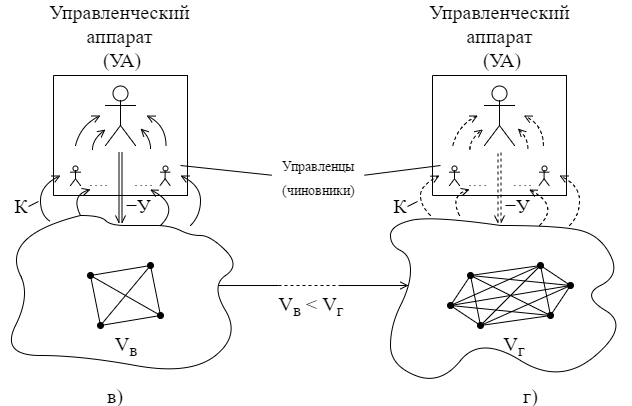 Управленческий
аппарат
(УА)
Управленческий
аппарат
(УА)
Управленцы
(чиновники)
К
–У
К
–У
Vв < Vг
Vв
Vг
в)
г)